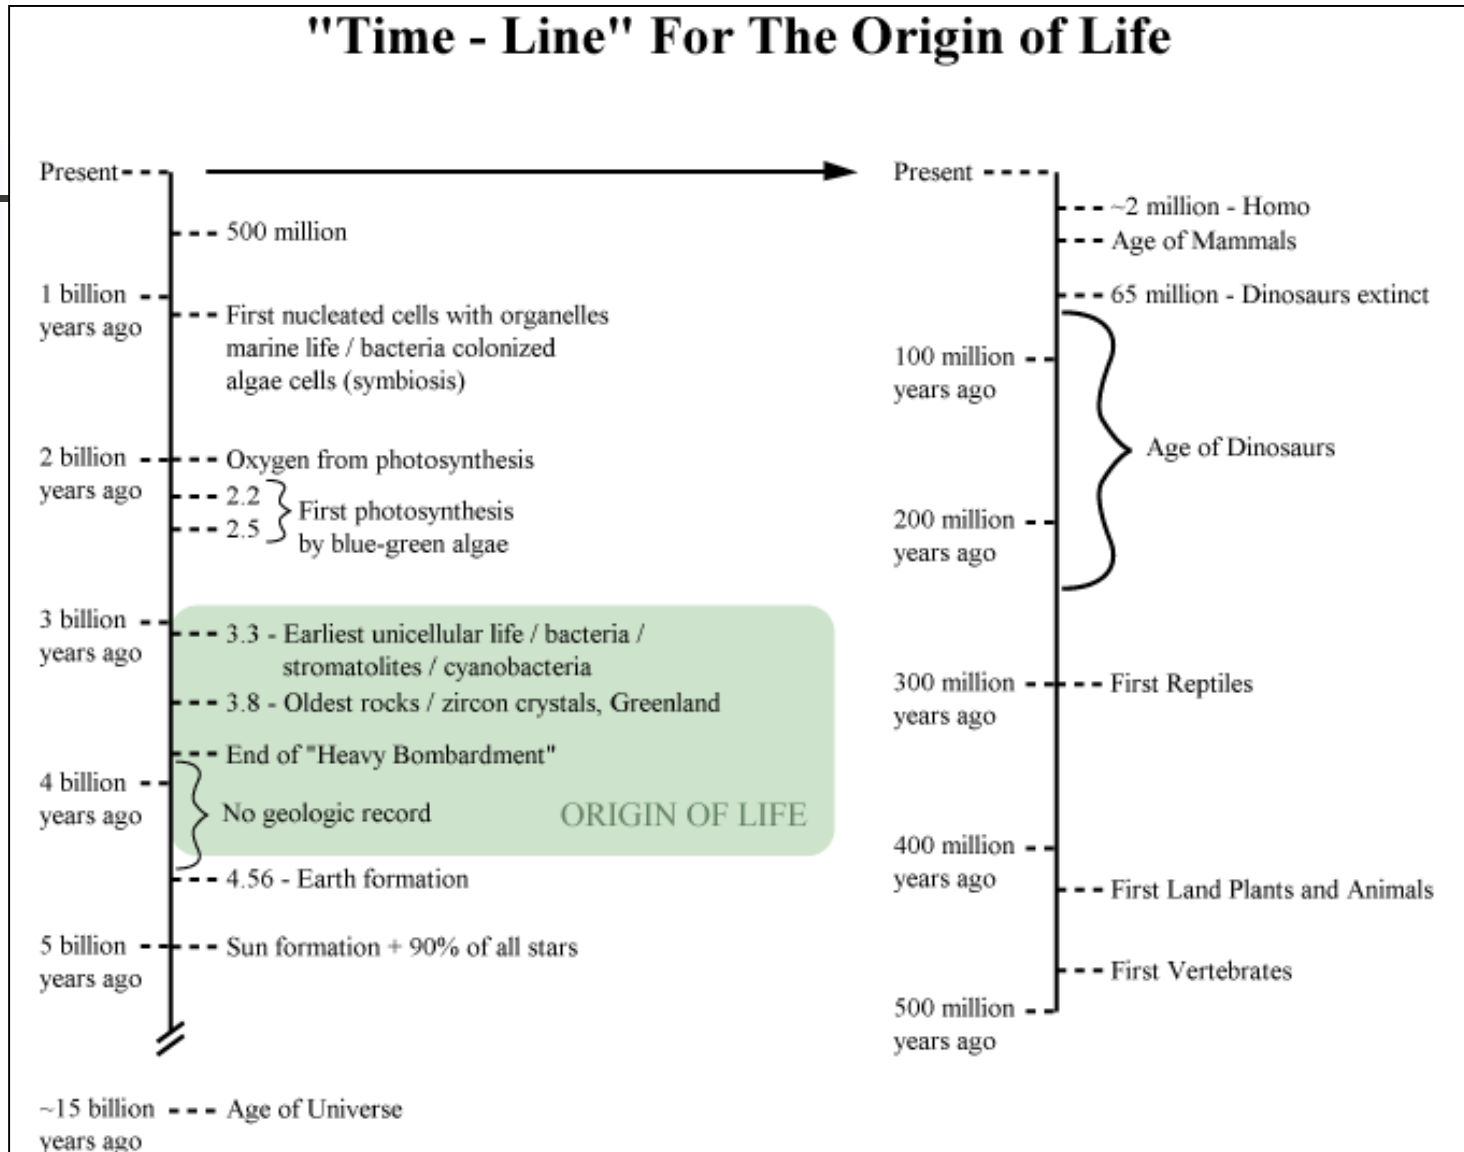 "Time - Line" For The Origin of Life
Present
500 million
1 billion
years ago
First nucleated cells with organelles
marine life / bacteria colonized
algae cells (symbiosis)
2 billion
years ago
Oxygen from photosynthesis
2.2
2.5
First photosynthesis
by blue-green algae
3 billion
years ago
3.3 - Earliest unicellular life / bacteria /
stromatolites / cyanobacteria
3.8 - Oldest rocks / zircon crystals, Greenland
End of "Heavy Bombardment"
4 billion
years ago
No geologic record
ORIGIN OF LIFE
4.56 - Earth formation
5 billion
years ago
Sun formation + 90% of all stars
~15 billion
years ago
Age of Universe
Present
~2 million - Homo
Age of Mammals
65 million - Dinosaurs extinct
100 million
years ago
Age of Dinosaurs
200 million
years ago
300 million
years ago
First Reptiles
400 million
years ago
First Land Plants and Animals
First Vertebrates
500 million
years ago